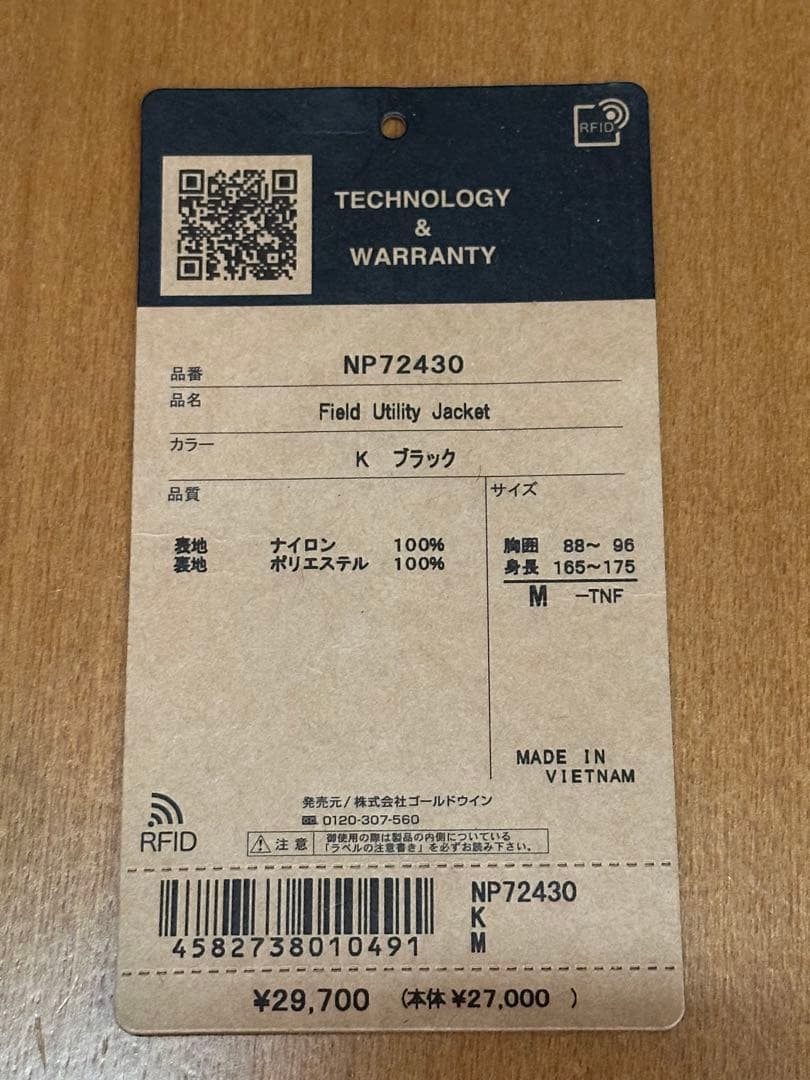 RFID
TECHNOLOGY
&
WARRANTY
品番 NP72430
品名 Field Utility Jacket
カラー K ブラック
品質
表地 ナイロン 100%
裏地 ポリエステル 100%
サイズ
胸囲 88～ 96
身長 165～175
M －TNF
MADE IN
VIETNAM
RFID
発売元/株式会社ゴールドウイン
0120-307-560
注意 御使用の際は製品の内側についている
「ラベルの注意書き」を必ずお読み下さい。
4582738010491
NP72430
K
M
¥29,700 (本体 ¥27,000 )